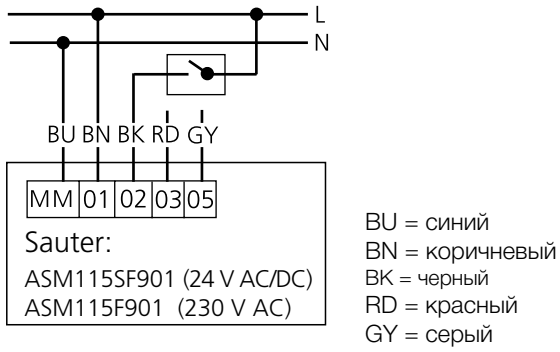 L
N
BU BN BK RD GY
MM 01 02 03 05
Sauter:
ASM115SF901 (24 V AC/DC)
ASM115F901 (230 V AC)
BU = синий
BN = коричневый
BK = черный
RD = красный
GY = серый